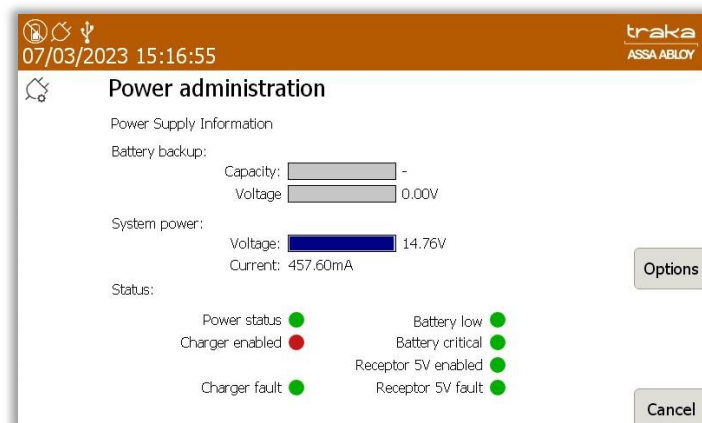 07/03/2023 15:16:55
traka
ASSA ABLOY
Power administration
Power Supply Information
Battery backup:
Capacity: -
Voltage 0.00V
System power:
Voltage: 14.76V
Current: 457.60mA
Options
Status:
Power status Battery low
Charger enabled Battery critical
Receptor 5V enabled
Charger fault Receptor 5V fault
Cancel